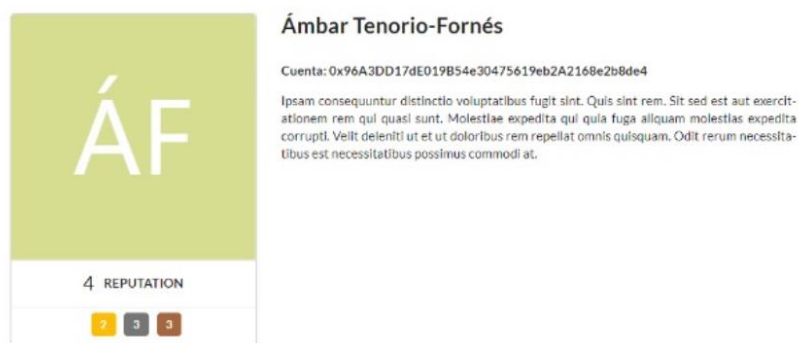 ÁF
4 REPUTATION
2 3 3
Ámbar Tenorio-Fornés
Cuenta: 0x96A3DD17dE019B54e30475619eb2A2168e2b8de4
Ipsam consequuntur distinctio voluptatibus fugit sint. Quis sint rem. Sit sed est aut exercit-
ationem rem qui quasi sunt. Molestiae expedita qui quia fuga aliquam molestias expedita
corrupti. Velit deleniti ut et ut doloribus rem repellat omnis quisquam. Odit rerum necessita-
tibus est necessitatibus possimus commodi at.